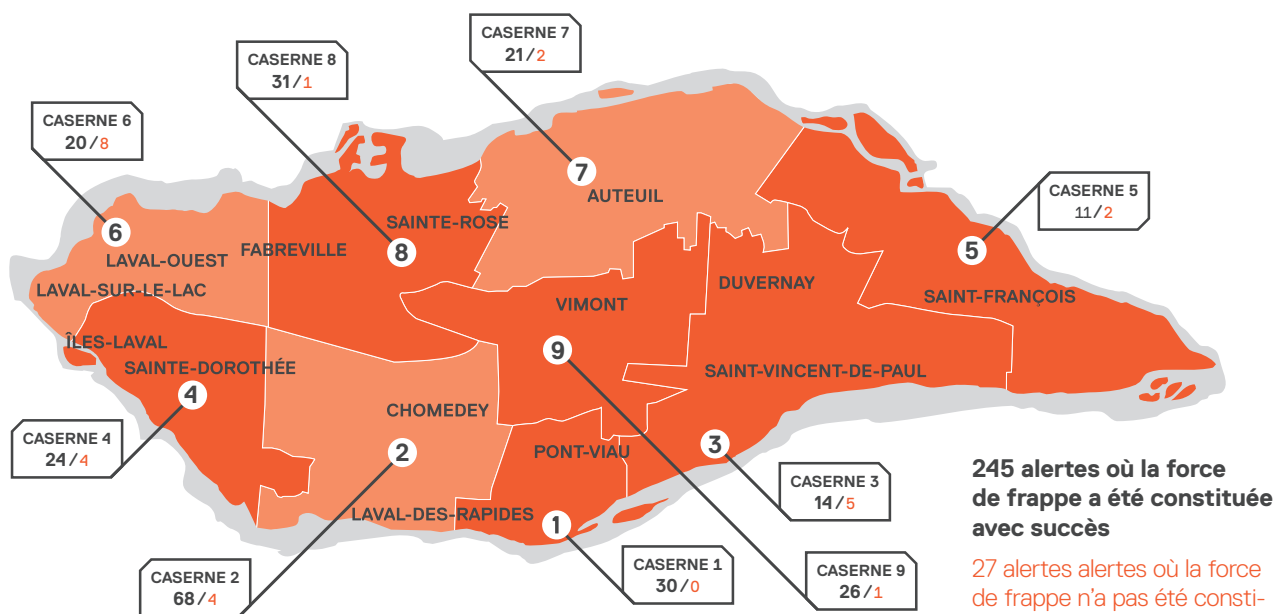 CASERNE 7
21/2
CASERNE 8
31/1
CASERNE 6
20/8
7
AUTEUIL
CASERNE 5
11/2
6
SAINTE-ROSE
8
5
LAVAL-OUEST
FABREVILLE
DUVERNAY
LAVAL-SUR-LE-LAC
VIMONT
SAINT-FRANÇOIS
ÎLES-LAVAL
9
SAINTE-DOROTHÉE
SAINT-VINCENT-DE-PAUL
4
CHOMEDEY
CASERNE 4
24/4
2
PONT-VIAU
3
LAVAL-DES-RAPIDES
1
CASERNE 3
14/5
CASERNE 2
68/4
CASERNE 1
30/0
CASERNE 9
26/1
245 alertes où la force
de frappe a été constituée
avec succès
27 alertes alertes où la force
de frappe n'a pas été consti-